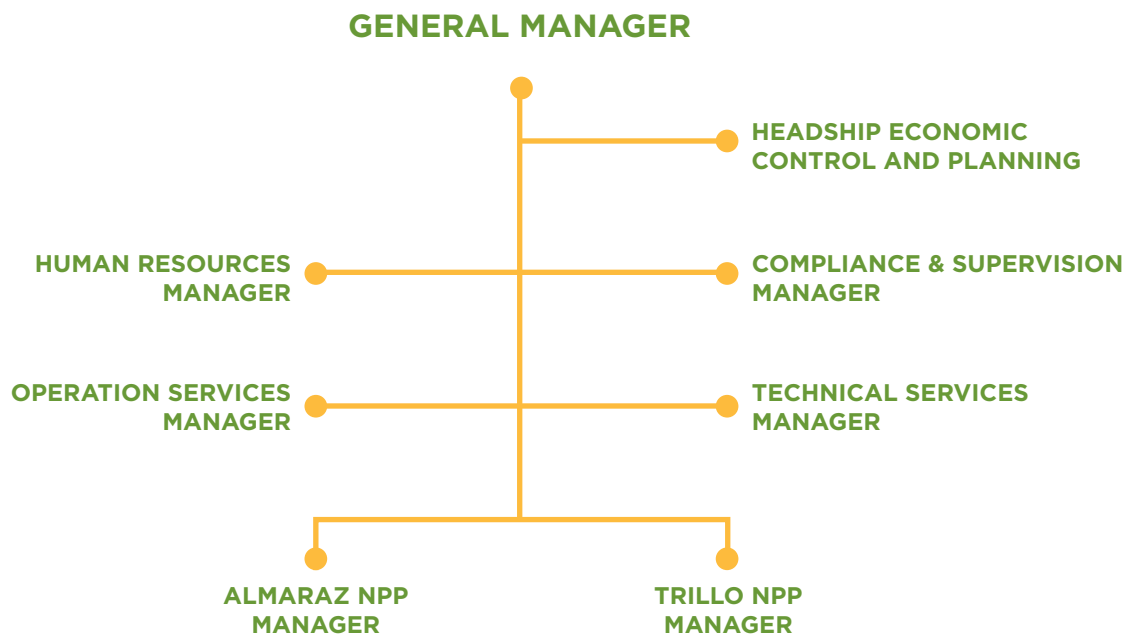 GENERAL MANAGER
HEADSHIP ECONOMIC
CONTROL AND PLANNING
HUMAN RESOURCES
MANAGER
COMPLIANCE & SUPERVISION
MANAGER
OPERATION SERVICES
MANAGER
TECHNICAL SERVICES
MANAGER
ALMARAZ NPP
MANAGER
TRILLO NPP
MANAGER